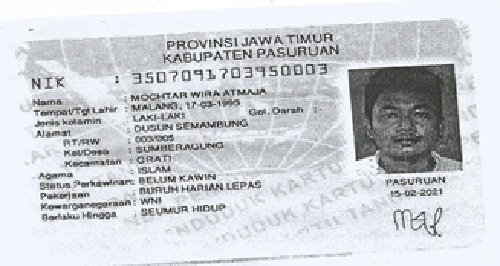 PROVINSI JAWA TIMUR
KABUPATEN PASURUAN
NIK : 3507091703950003
Nama : MOCHTAR WIRA ATMAJA
Tempat/Tgl Lahir : MALANG, 17-03-1995
Jenis kelamin : LAKI-LAKI Gol. Darah : -
Alamat : DUSUN SEMAMBUNG
RT/RW : 003/005
Kel/Desa : SUMBERAGUNG
Kecamatan : GRATI
Agama : ISLAM
Status Perkawinan: BELUM KAWIN
Pekerjaan : BURUH HARIAN LEPAS
Kewarganegaraan: WNI
Berlaku Hingga : SEUMUR HIDUP
PASURUAN
15-02-2021